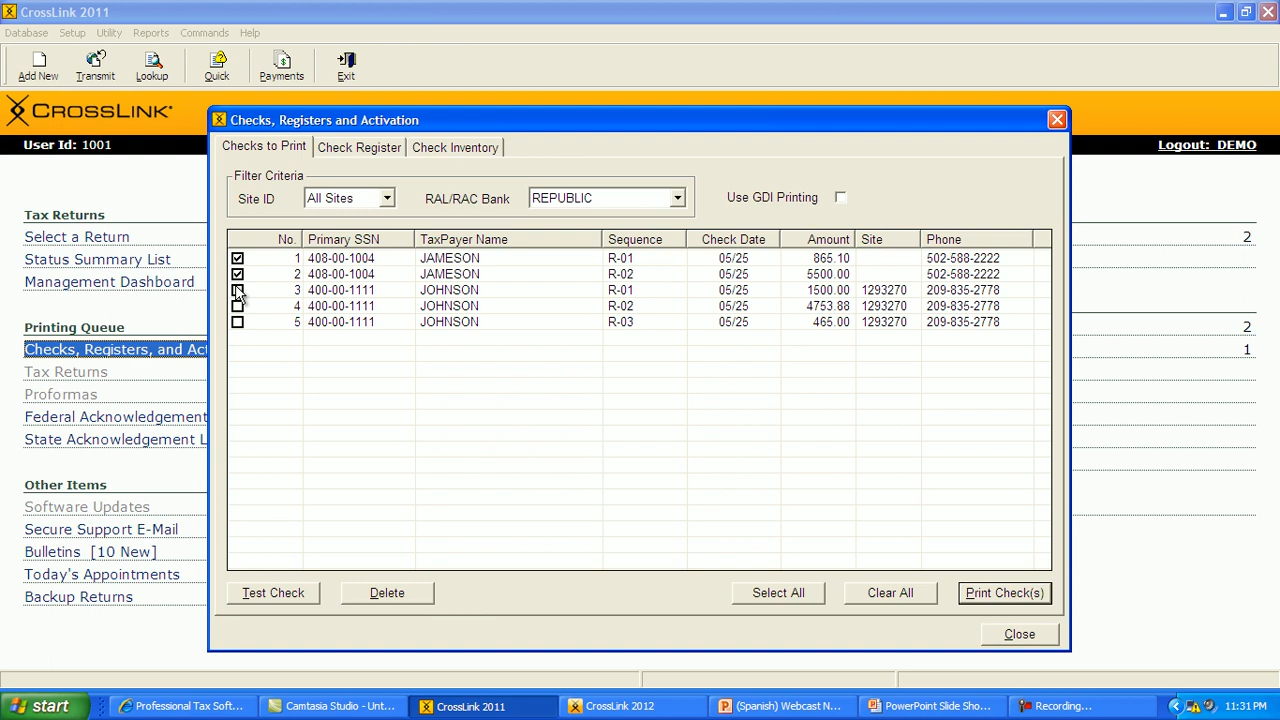 CrossLink 2011
Database Setup Utility Reports Commands Help
Add New Transmit Lookup Quick Payments Exit
CROSSLINK
User Id: 1001
Logout: DEMO
Checks, Registers and Activation
Checks to Print Check Register Check Inventory
Filter Criteria
Site ID All Sites RAL/RAC Bank REPUBLIC Use GDI Printing
No. Primary SSN TaxPayer Name Sequence Check Date Amount Site Phone
1 408-00-1004 JAMESON R-01 05/25 865.10 502-588-2222
2 408-00-1004 JAMESON R-02 05/25 5500.00 502-588-2222
3 400-00-1111 JOHNSON R-01 05/25 1500.00 1293270 209-835-2778
4 400-00-1111 JOHNSON R-02 05/25 4753.88 1293270 209-835-2778
5 400-00-1111 JOHNSON R-03 05/25 465.00 1293270 209-835-2778
Test Check Delete Select All Clear All Print Check(s)
Close
Tax Returns
Select a Return 2
Status Summary List
Management Dashboard
Printing Queue 2
Checks, Registers, and Act 1
Tax Returns
Proformas
Federal Acknowledgement
State Acknowledgement L
Other Items
Software Updates
Secure Support E-Mail
Bulletins [10 New]
Today's Appointments
Backup Returns
start Professional Tax Soft... Camtasia Studio - Unt... CrossLink 2011 CrossLink 2012 (Spanish) Webcast N... PowerPoint Slide Sho... Recording... 11:31 PM